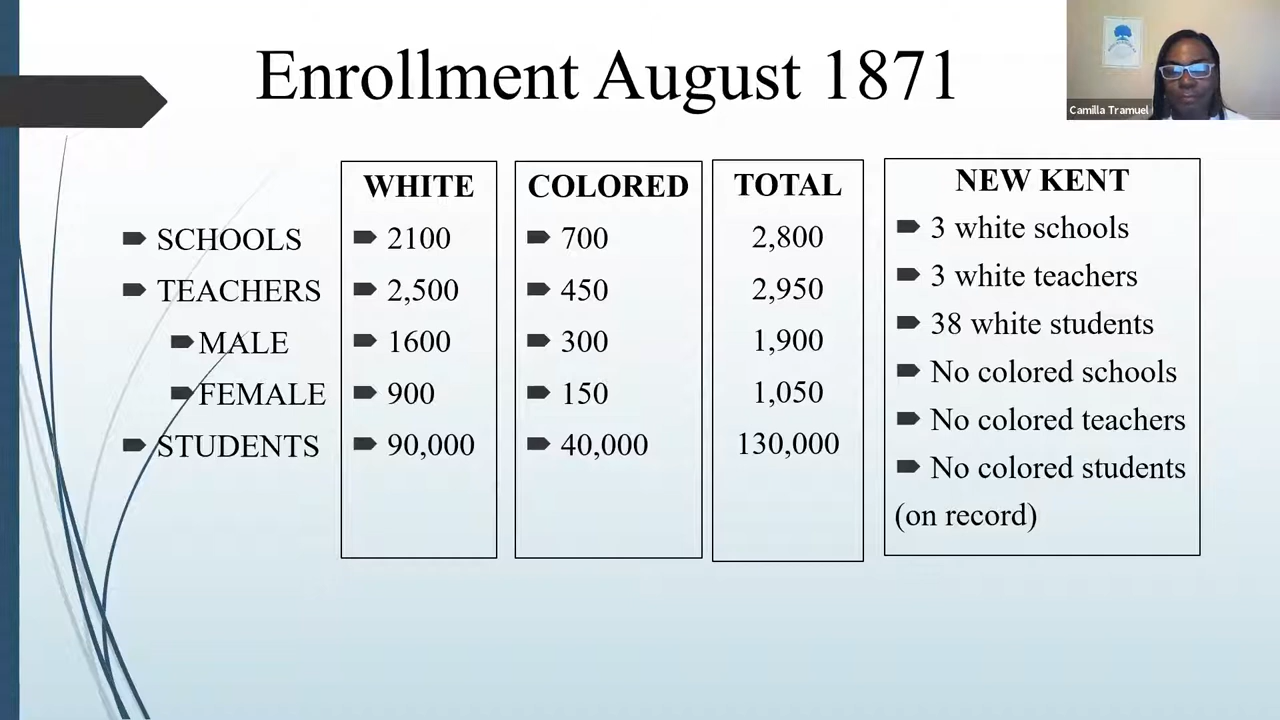 Enrollment August 1871
Camilla Tramuel
WHITE COLORED TOTAL
SCHOOLS 2100 700 2,800
TEACHERS 2,500 450 2,950
MALE 1600 300 1,900
FEMALE 900 150 1,050
STUDENTS 90,000 40,000 130,000
NEW KENT
3 white schools
3 white teachers
38 white students
No colored schools
No colored teachers
No colored students
(on record)